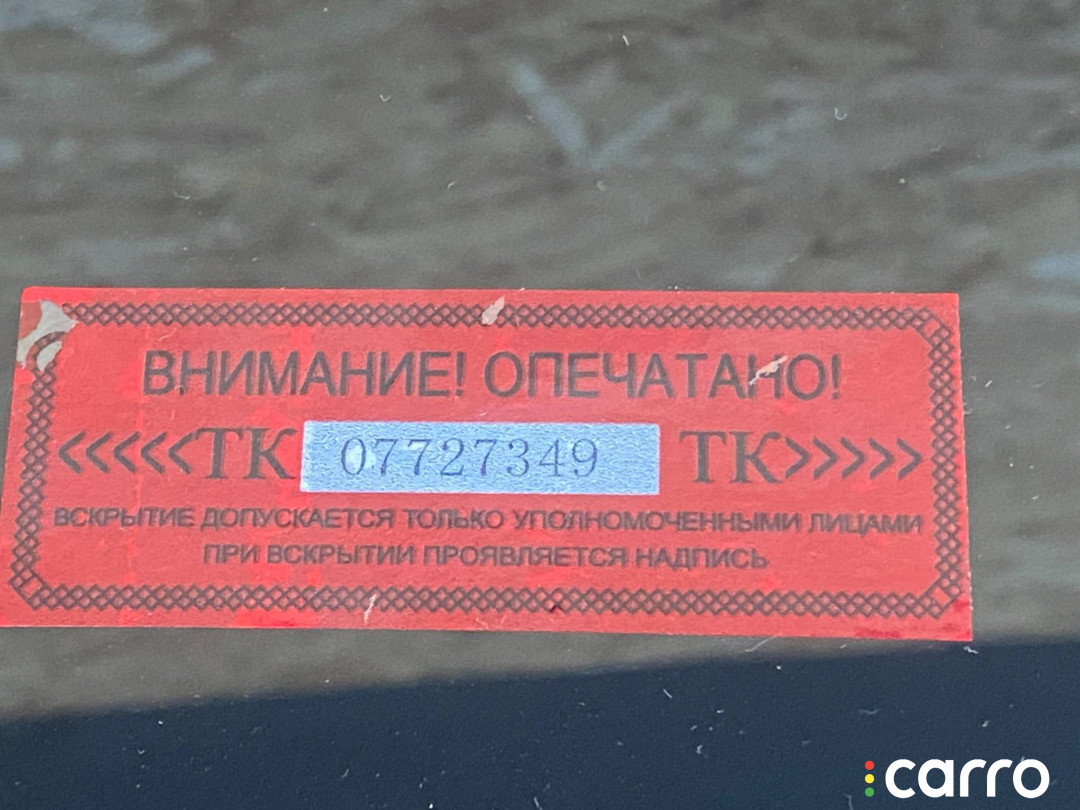 ВНИМАНИЕ! ОПЕЧАТАНО!
<<<<<ТК 07727349 ТК>>>>>
ВСКРЫТИЕ ДОПУСКАЕТСЯ ТОЛЬКО УПОЛНОМОЧЕННЫМИ ЛИЦАМИ
ПРИ ВСКРЫТИИ ПРОЯВЛЯЕТСЯ НАДПИСЬ
carro